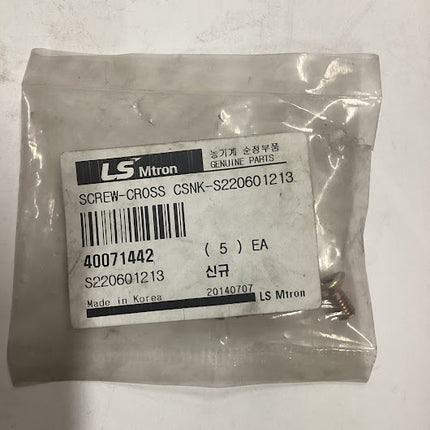 LS Mtron
농기계 순정부품
GENUINE PARTS
SCREW-CROSS CSNK-S220601213
40071442
( 5 ) EA
S220601213
신규
Made in Korea
20140707
LS Mtron